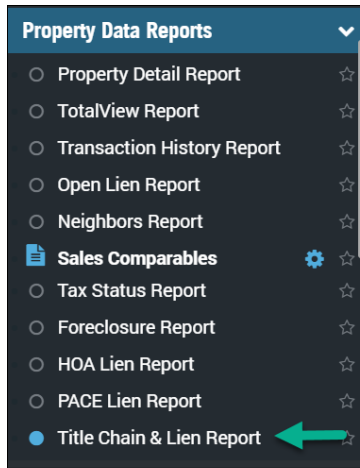 Property Data Reports
Property Detail Report
TotalView Report
Transaction History Report
Open Lien Report
Neighbors Report
Sales Comparables
Tax Status Report
Foreclosure Report
HOA Lien Report
PACE Lien Report
Title Chain & Lien Report